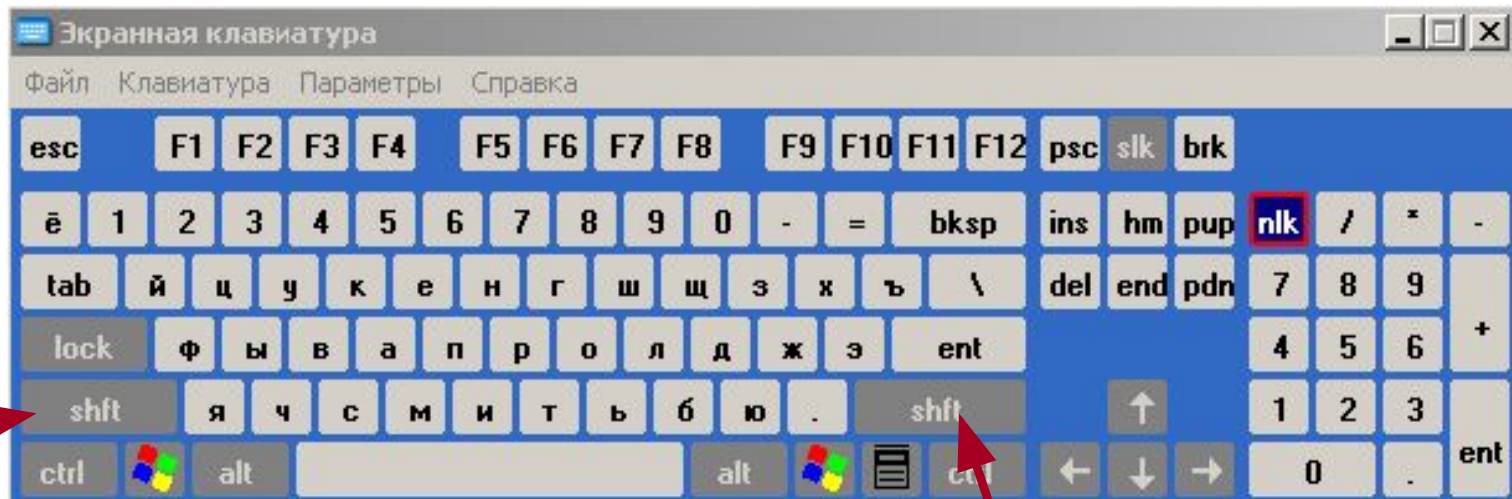 Экранная клавиатура
Файл Клавиатура Параметры Справка
esc F1 F2 F3 F4 F5 F6 F7 F8 F9 F10 F11 F12 psc slk brk
ё 1 2 3 4 5 6 7 8 9 0 - = bksp ins hm pup nlk / * -
tab й ц у к е н г ш щ з х ъ \ del end pdn 7 8 9 +
lock ф ы в а п р о л д ж э ent 4 5 6
shft я ч с м и т ь б ю . shft ↑ 1 2 3 ent
ctrl alt alt ctrl ← ↓ → 0 .